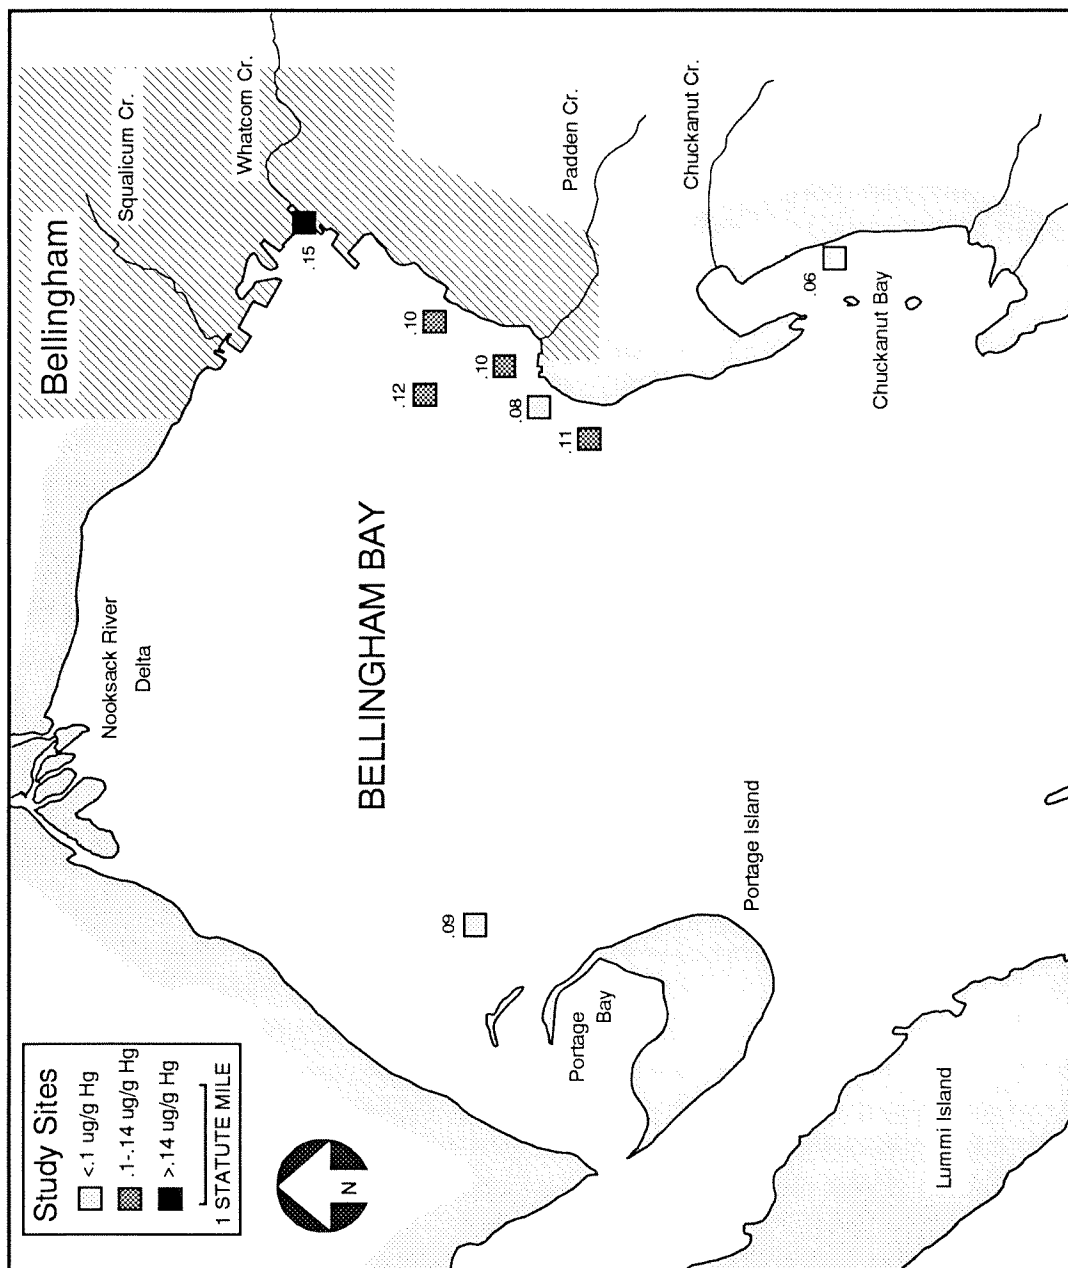 Study Sites
<.1 ug/g Hg
.1-.14 ug/g Hg
>.14 ug/g Hg
1 STATUTE MILE
N
Nooksack River
Delta
Bellingham
Squalicum Cr.
Whatcom Cr.
.15
.10
.12
.10
.08
.11
.09
BELLINGHAM BAY
Padden Cr.
Chuckanut Cr.
.06
Chuckanut Bay
Portage
Bay
Portage Island
Lummi Island